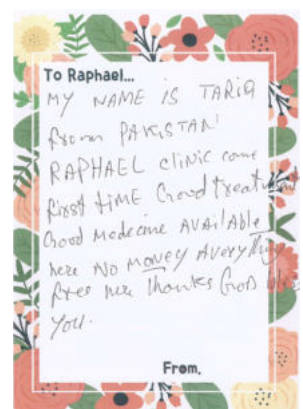 To Raphael...
MY NAME IS TARIQ
from PAKISTAN
RAPHAEL cliNiC come
first tiME Good treatment
Good Medecine AVAilABle
here No Money AVerything
free here thanks GoD bless
You.
From.